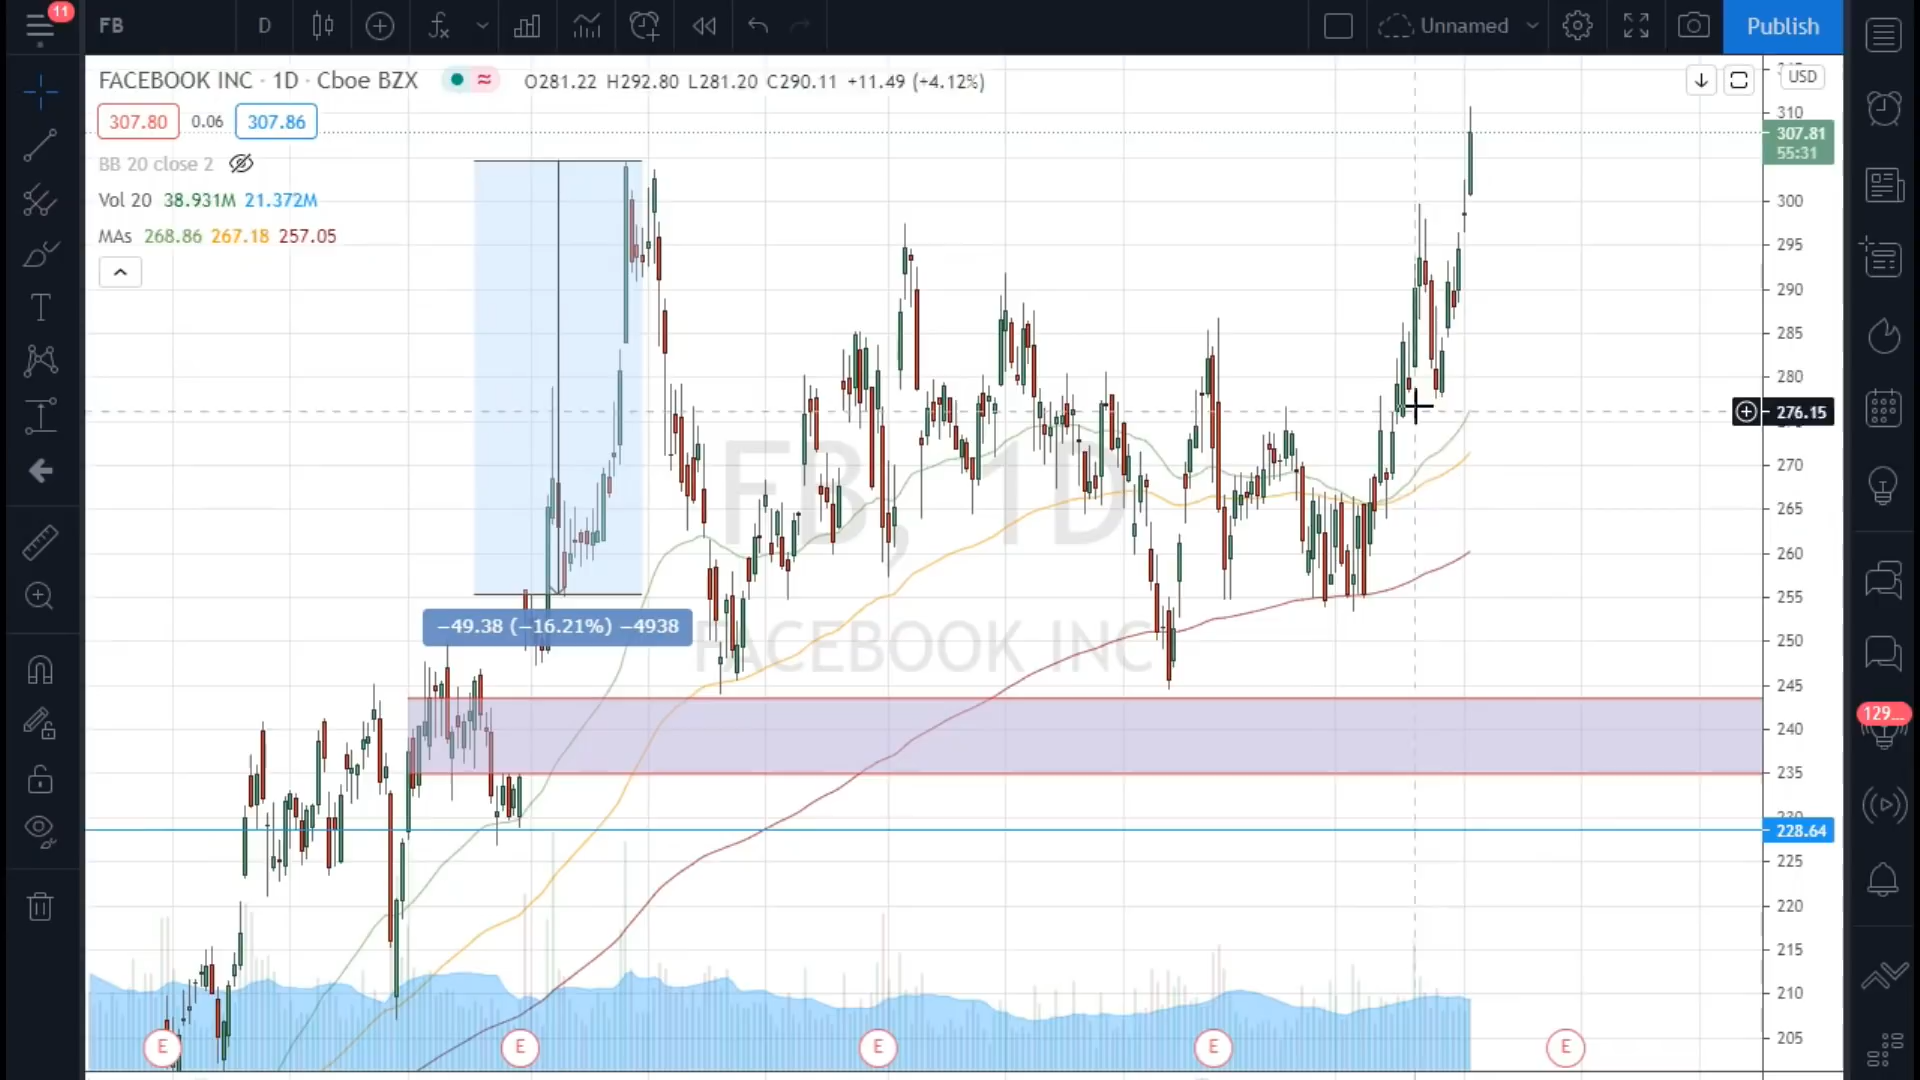 11
FB
D
Unnamed
Publish
FACEBOOK INC · 1D · Cboe BZX
O281.22 H292.80 L281.20 C290.11 +11.49 (+4.12%)
USD
307.80 0.06 307.86
BB 20 close 2
Vol 20 38.931M 21.372M
MAs 268.86 267.18 257.05
310
307.81
55:31
300
295
290
285
280
276.15
270
265
260
255
250
245
240
235
228.64
225
220
215
210
205
FB, 1D
FACEBOOK INC
−49.38 (−16.21%) −4938
129...
E E E E E